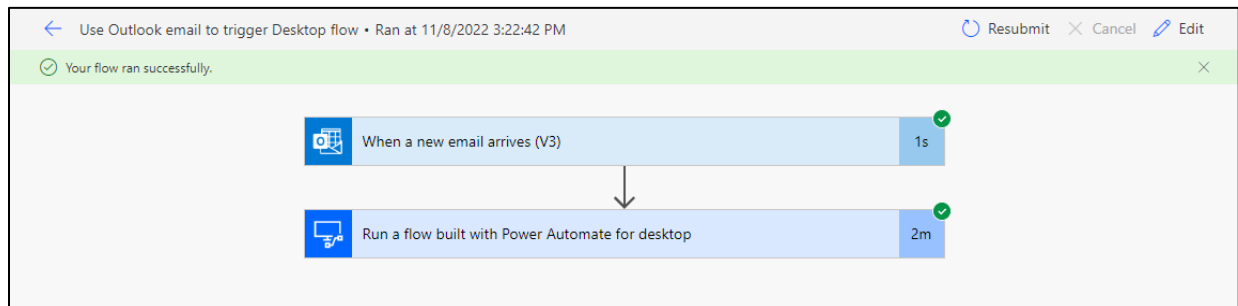 Use Outlook email to trigger Desktop flow • Ran at 11/8/2022 3:22:42 PM Resubmit Cancel Edit
Your flow ran successfully.
When a new email arrives (V3) 1s
Run a flow built with Power Automate for desktop 2m